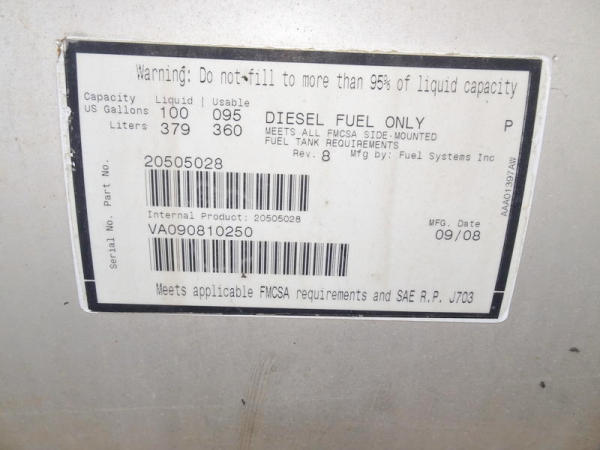 Warning: Do not fill to more than 95% of liquid capacity
Capacity Liquid | Usable
US Gallons 100 095
Liters 379 360
DIESEL FUEL ONLY
P
MEETS ALL FMCSA SIDE-MOUNTED
FUEL TANK REQUIREMENTS
Rev. 8 Mfg by: Fuel Systems Inc
Part No.
20505028
Internal Product: 20505028
Serial No.
VA090810250
MFG. Date
09/08
AAA01397AW
Meets applicable FMCSA requirements and SAE R.P. J703